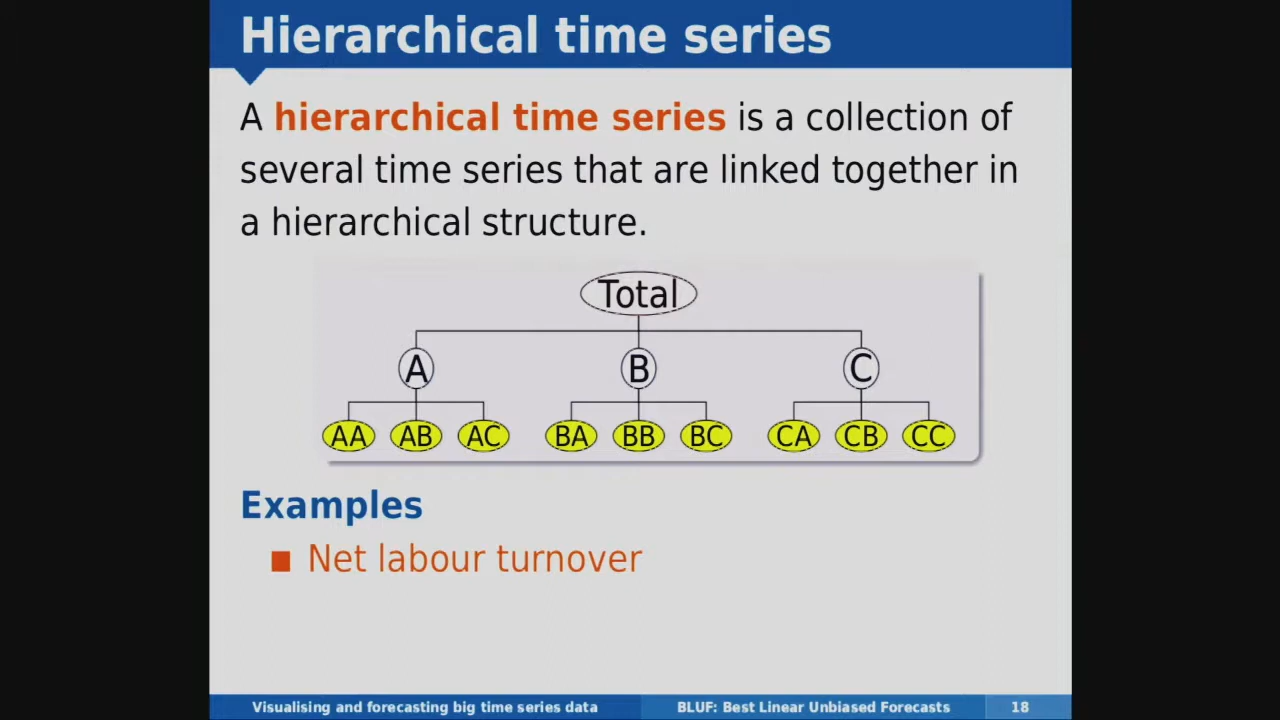 Hierarchical time series
A hierarchical time series is a collection of
several time series that are linked together in
a hierarchical structure.
Total
A B C
AA AB AC BA BB BC CA CB CC
Examples
Net labour turnover
Visualising and forecasting big time series data BLUF: Best Linear Unbiased Forecasts 18